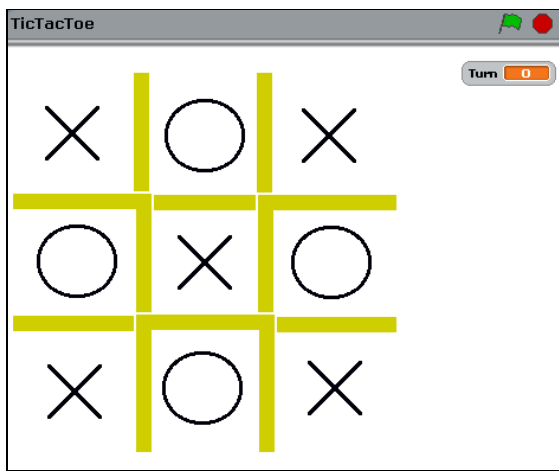 TicTacToe
Turn 0
X O X
O X O
X O X